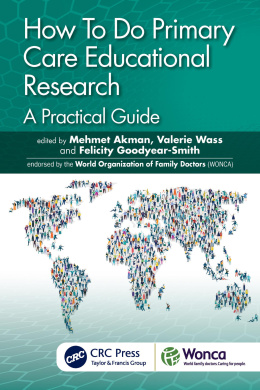 How To Do Primary
Care Educational
Research
A Practical Guide
edited by Mehmet Akman, Valerie Wass
and Felicity Goodyear-Smith
endorsed by the World Organization of Family Doctors (WONCA)
CRC CRC Press
Taylor & Francis Group
Wonca
World family doctors. Caring for people.